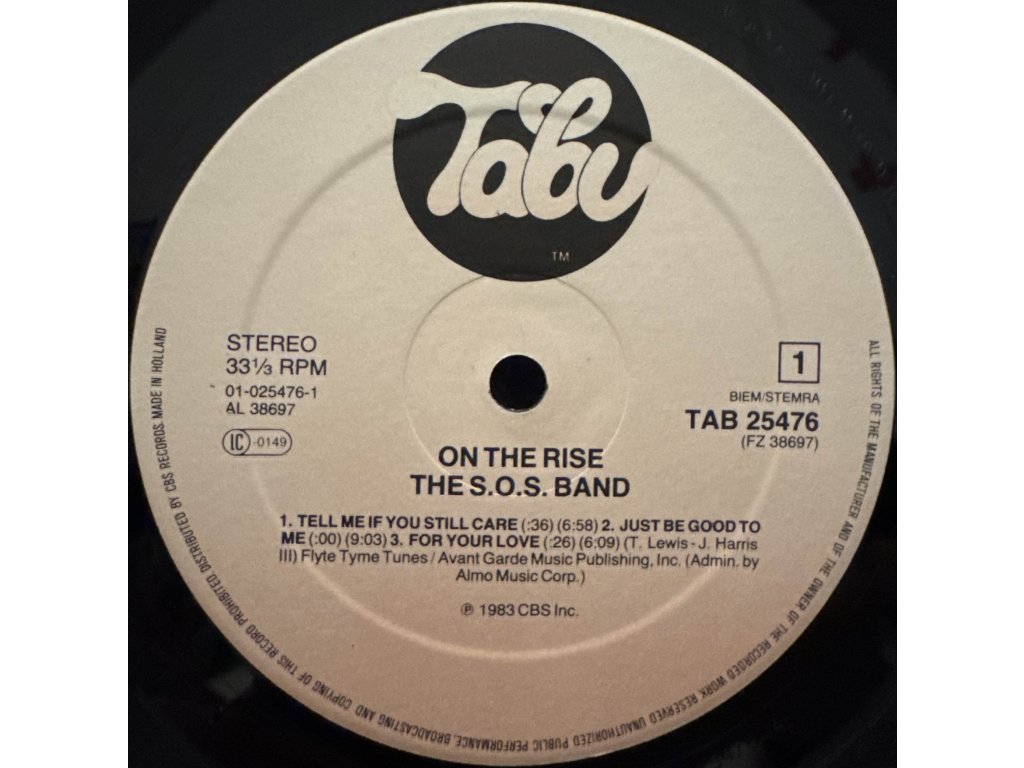 Tabu
TM
STEREO
33⅓ RPM
01-025476-1
AL 38697
IC -0149
1
BIEM/STEMRA
TAB 25476
(FZ 38697)
ON THE RISE
THE S.O.S. BAND
1. TELL ME IF YOU STILL CARE (:36) (6:58) 2. JUST BE GOOD TO
ME (:00) (9:03) 3. FOR YOUR LOVE (:26) (6:09) (T. Lewis - J. Harris
III) Flyte Tyme Tunes / Avant Garde Music Publishing, Inc. (Admin. by
Almo Music Corp.)
℗ 1983 CBS Inc.
ALL RIGHTS OF THE MANUFACTURER AND OF THE OWNER OF THE RECORDED WORK RESERVED UNAUTHORIZED PUBLIC PERFORMANCE, BROADCASTING AND COPYING OF THIS RECORD PROHIBITED DISTRIBUTED BY CBS RECORDS. MADE IN HOLLAND